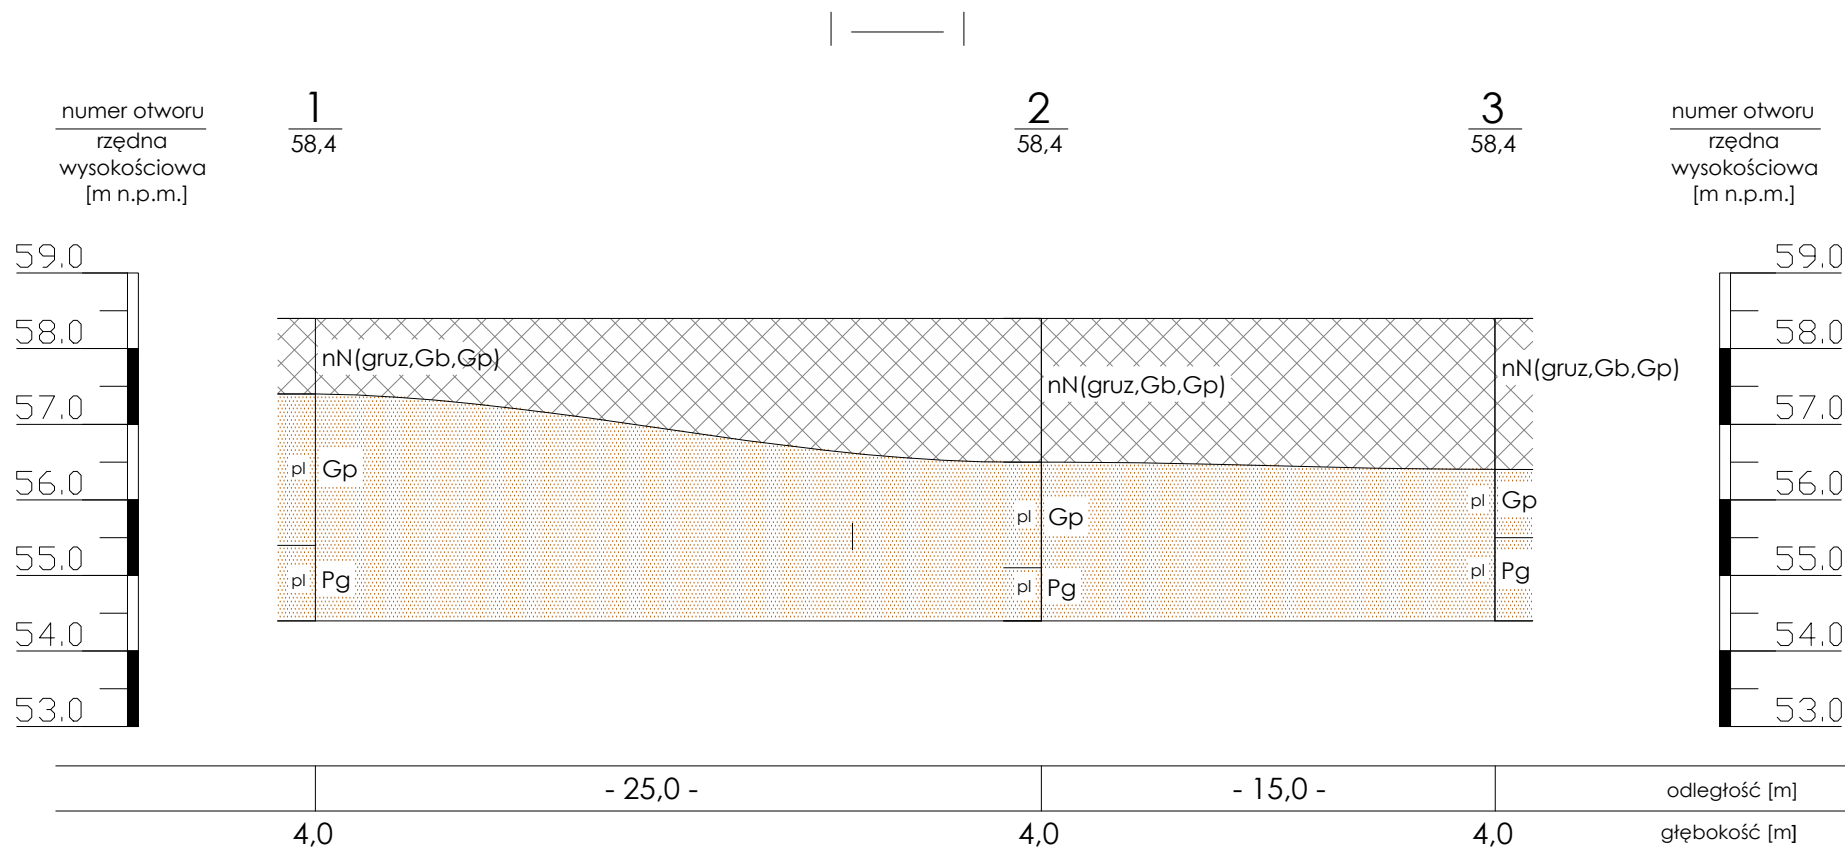 I ——— I
numer otworu
rzędna
wysokościowa
[m n.p.m.]
1
58,4
2
58,4
3
58,4
numer otworu
rzędna
wysokościowa
[m n.p.m.]
59.0
58.0
57.0
56.0
55.0
54.0
53.0
nN(gruz,Gb,Gp)
pl Gp
pl Pg
nN(gruz,Gb,Gp)
pl Gp
I
pl Pg
nN(gruz,Gb,Gp)
pl Gp
pl Pg
59.0
58.0
57.0
56.0
55.0
54.0
53.0
- 25,0 - - 15,0 - odległość [m]
4,0 4,0 4,0 głębokość [m]